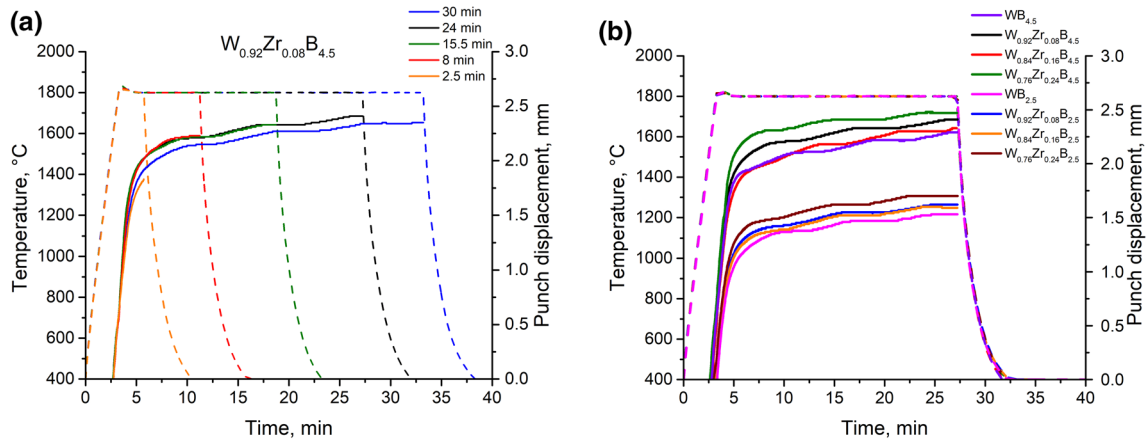 (a)
W0.92Zr0.08B4.5
30 min
24 min
15.5 min
8 min
2.5 min
2000
1800
1600
1400
1200
1000
800
600
400
Temperature, °C
3.0
2.5
2.0
1.5
1.0
0.5
0.0
Punch displacement, mm
0 5 10 15 20 25 30 35 40
Time, min
(b)
WB4.5
W0.92Zr0.08B4.5
W0.84Zr0.16B4.5
W0.76Zr0.24B4.5
WB2.5
W0.92Zr0.08B2.5
W0.84Zr0.16B2.5
W0.76Zr0.24B2.5
2000
1800
1600
1400
1200
1000
800
600
400
Temperature, °C
3.0
2.5
2.0
1.5
1.0
0.5
0.0
Punch displacement, mm
0 5 10 15 20 25 30 35 40
Time, min